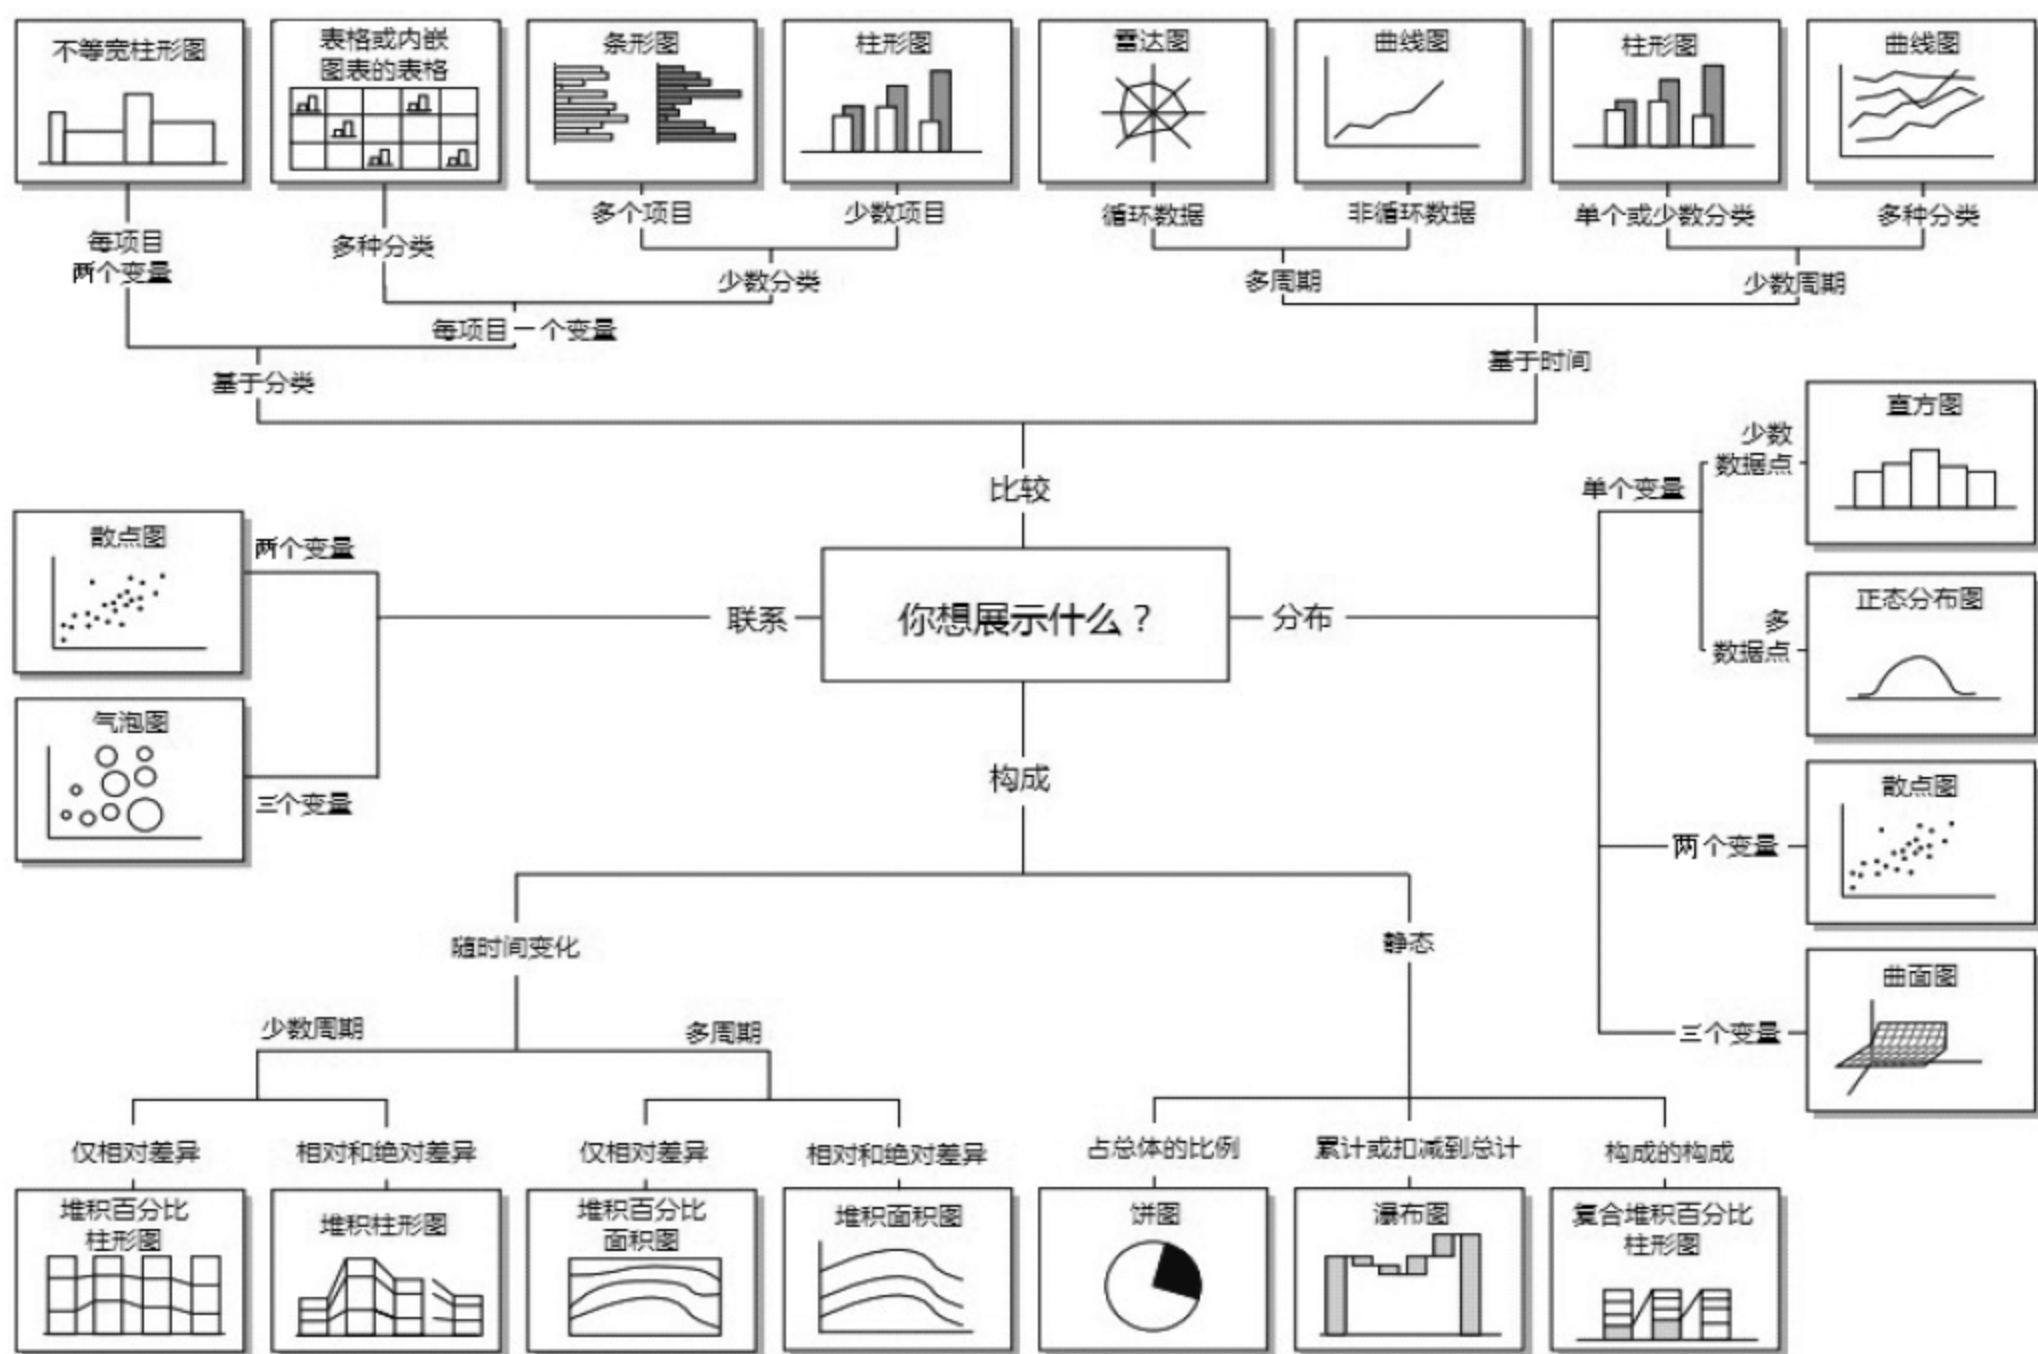 不等宽柱形图
表格或内嵌
图表的表格
条形图
柱形图
雷达图
曲线图
柱形图
曲线图
每项目
两个变量
多种分类
多个项目
少数项目
循环数据
非循环数据
单个或少数分类
多种分类
少数分类
多周期
少数周期
每项目一个变量
基于分类
基于时间
比较
直方图
少数
数据点
单个变量
散点图
两个变量
联系
你想展示什么？
分布
正态分布图
多
数据点
气泡图
三个变量
构成
散点图
两个变量
曲面图
三个变量
随时间变化
静态
少数周期
多周期
仅相对差异
相对和绝对差异
仅相对差异
相对和绝对差异
占总体的比例
累计或扣减到总计
构成的构成
堆积百分比
柱形图
堆积柱形图
堆积百分比
面积图
堆积面积图
饼图
瀑布图
复合堆积百分比
柱形图